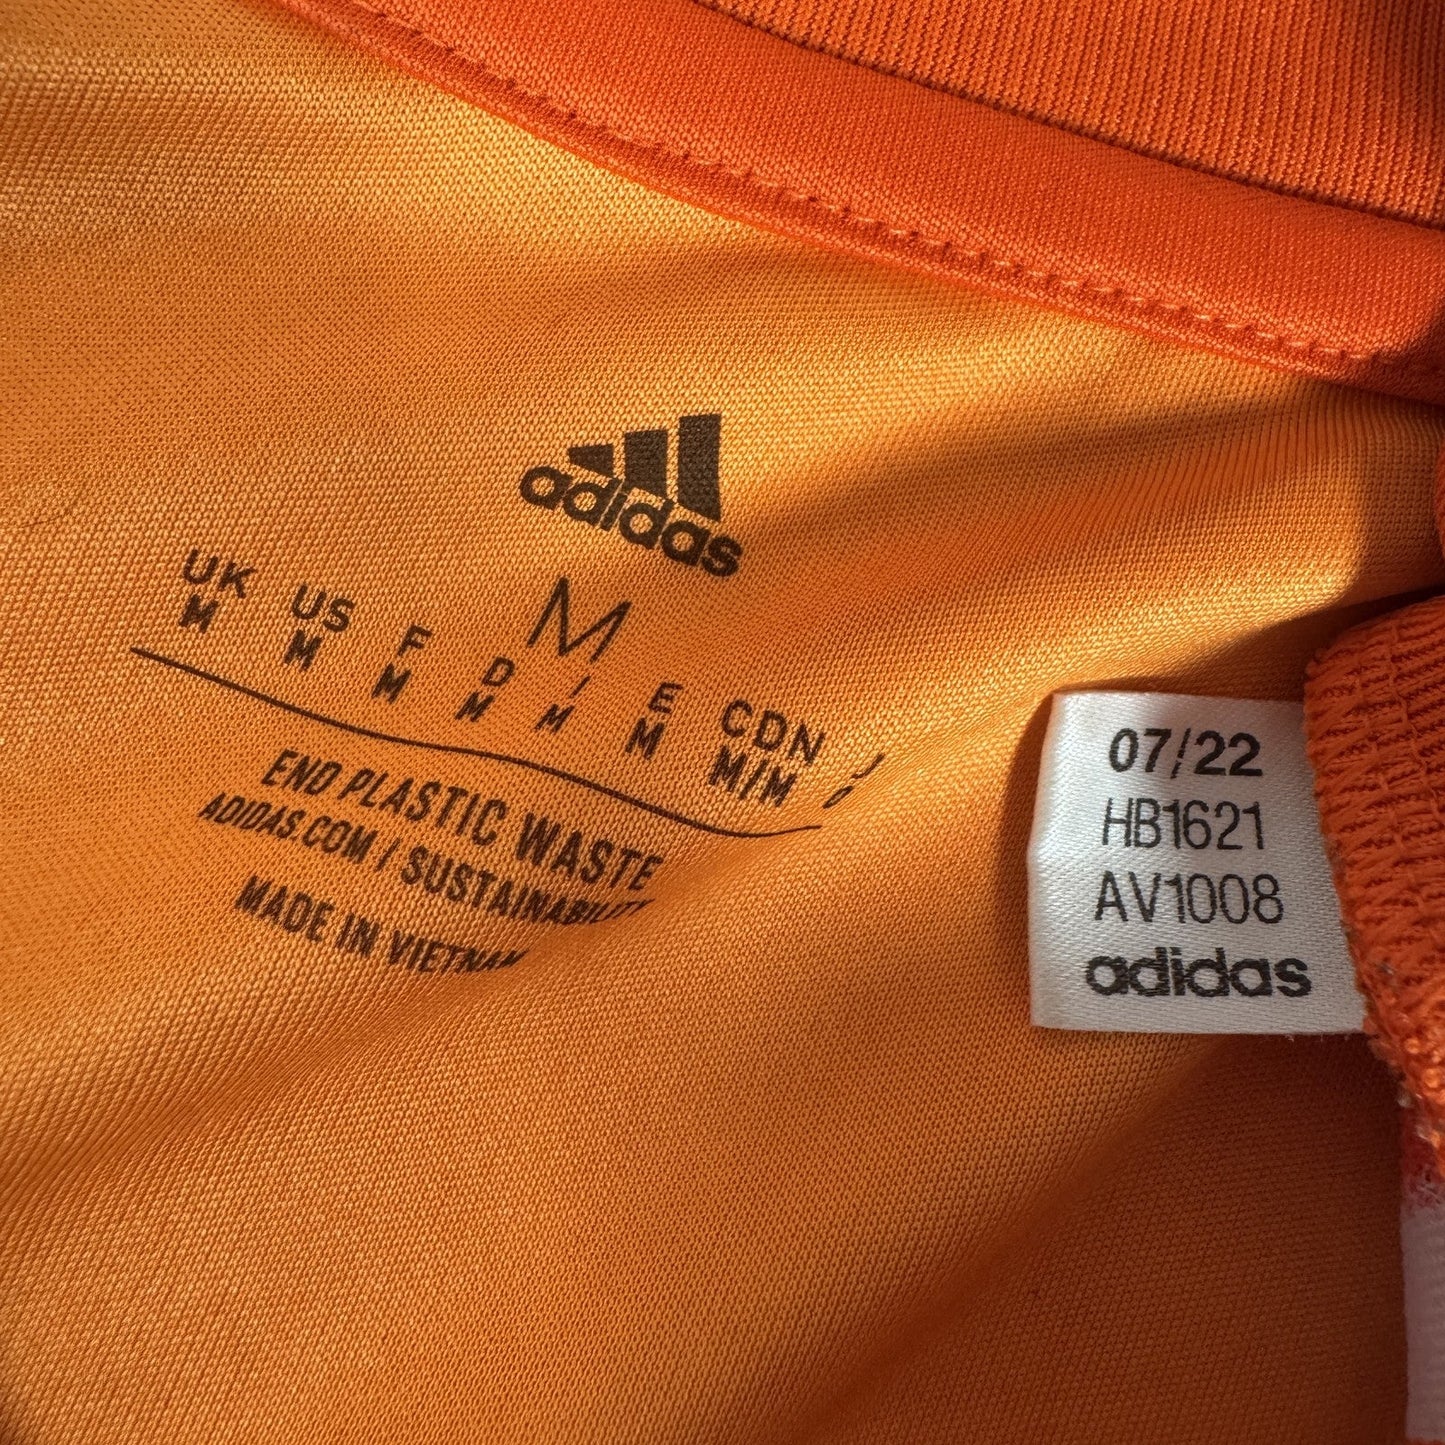 adidas
M
UK US F D I E CDN J
M M M M M M M/M O
END PLASTIC WASTE
ADIDAS.COM / SUSTAINABILITY
MADE IN VIETNAM
07/22
HB1621
AV1008
adidas